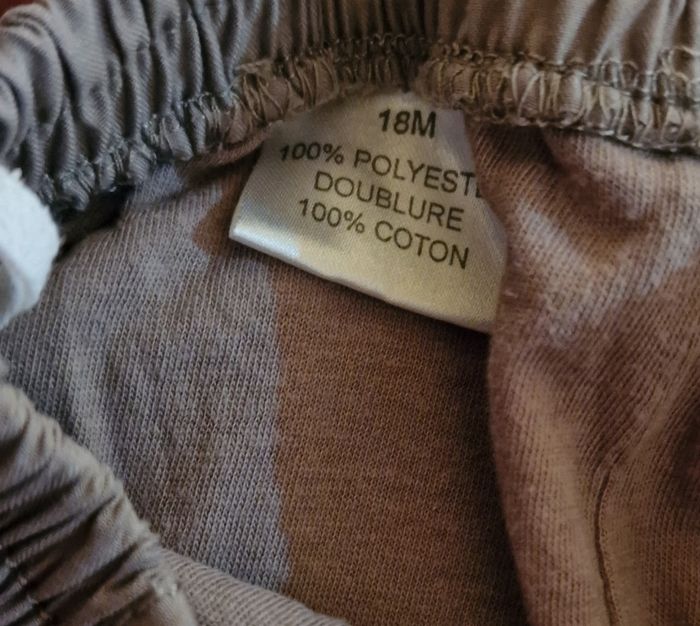 18M
100% POLYESTE
DOUBLURE
100% COTON